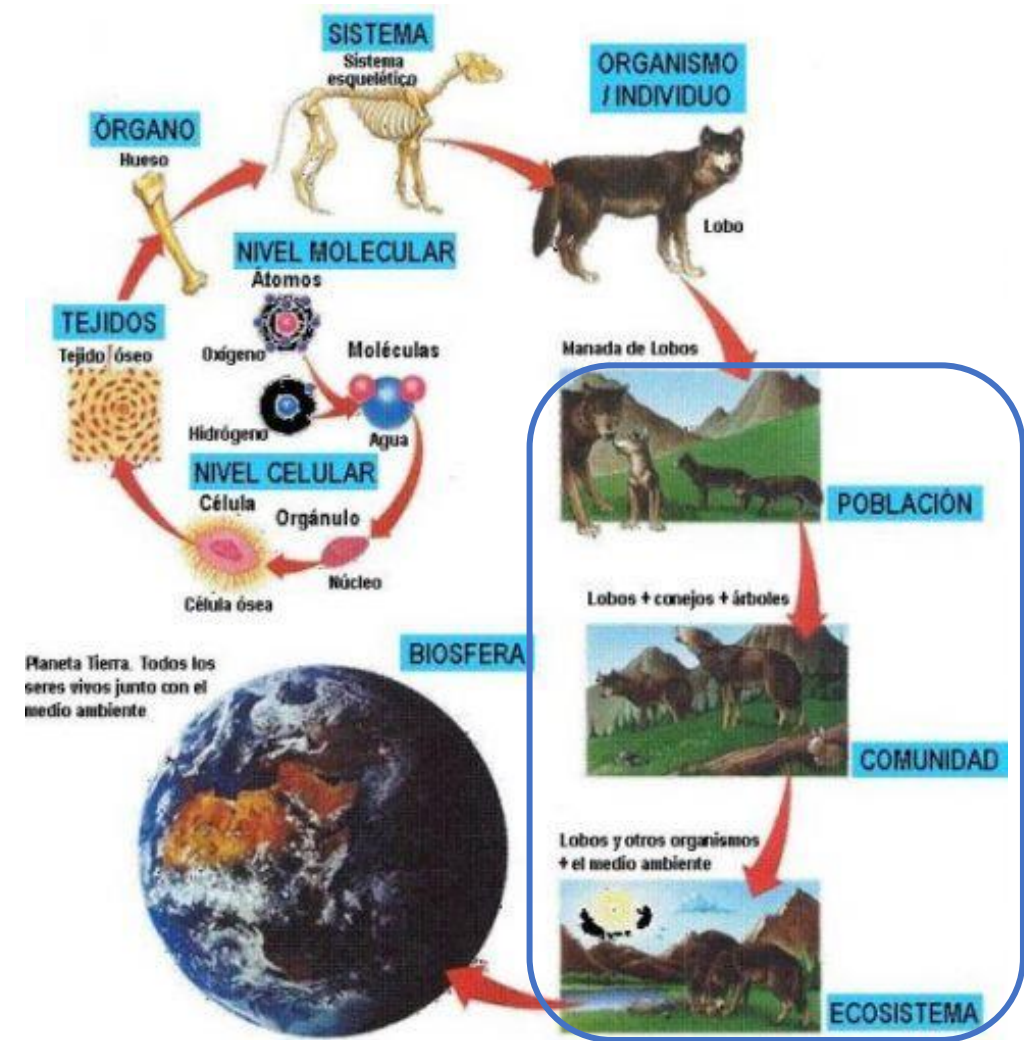 SISTEMA
Sistema
esquelético
ORGANISMO
/ INDIVIDUO
Lobo
ÓRGANO
Hueso
NIVEL MOLECULAR
Átomos
Oxígeno
Moléculas
Hidrógeno
Agua
TEJIDOS
Tejido óseo
NIVEL CELULAR
Célula
Orgánulo
Núcleo
Célula ósea
Manada de Lobos
POBLACIÓN
Lobos + conejos + árboles
COMUNIDAD
Lobos y otros organismos
+ el medio ambiente
ECOSISTEMA
BIOSFERA
Planeta Tierra. Todos los
seres vivos junto con el
medio ambiente